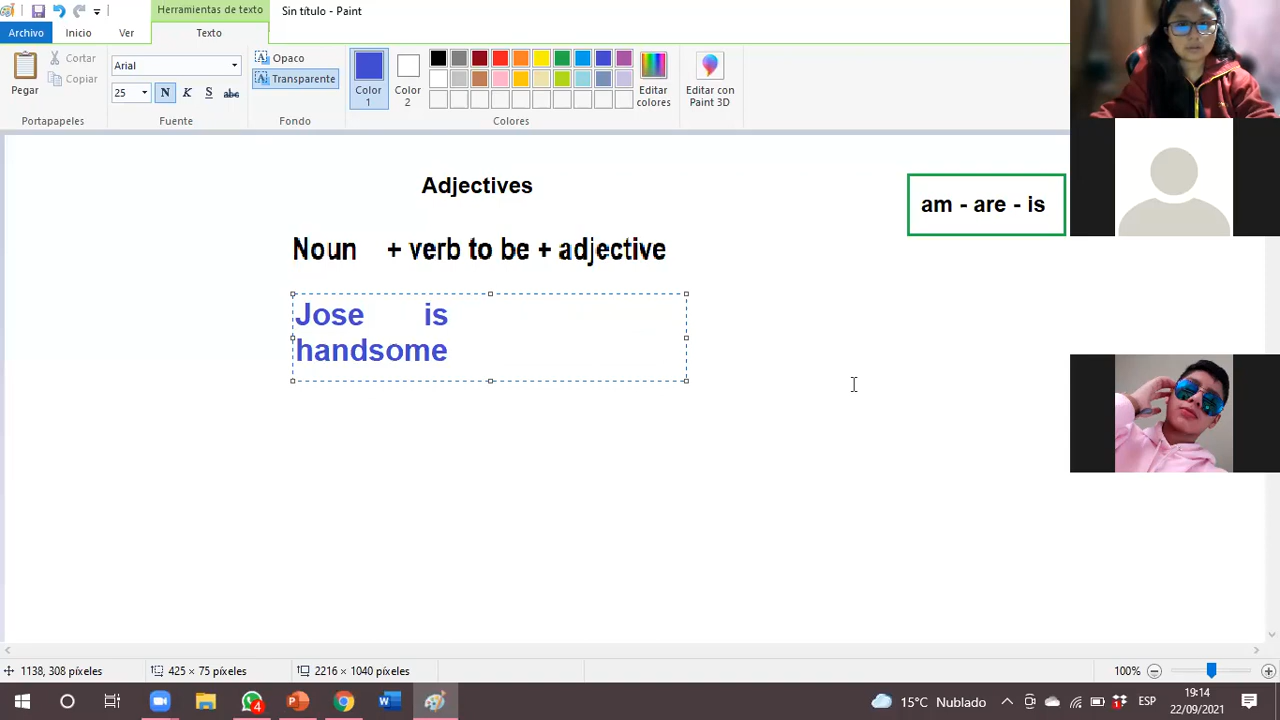 Herramientas de texto
Sin título - Paint
Archivo
Inicio
Ver
Texto
Pegar
Cortar
Copiar
Portapapeles
Arial
25
N K S abc
Fuente
Opaco
Transparente
Fondo
Color 1
Color 2
Editar colores
Editar con Paint 3D
Colores
Adjectives
am - are - is
Noun + verb to be + adjective
Jose is
handsome
1138, 308 píxeles
425 × 75 píxeles
2216 × 1040 píxeles
100%
4
W
1
15°C Nublado
ESP
19:14
22/09/2021